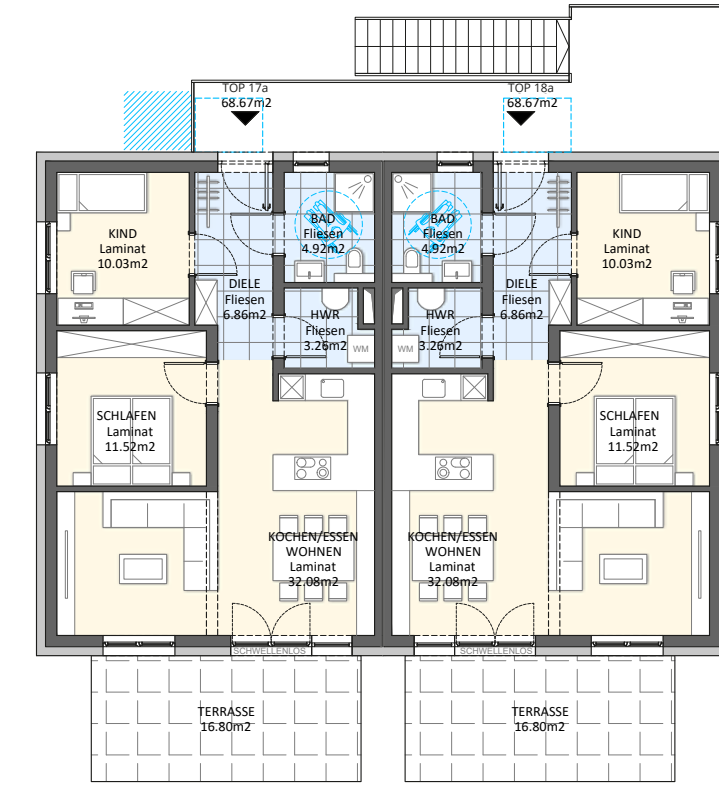 TOP 17a
68.67m2
TOP 18a
68.67m2
KIND
Laminat
10.03m2
BAD
Fliesen
4.92m2
BAD
Fliesen
4.92m2
KIND
Laminat
10.03m2
DIELE
Fliesen
6.86m2
HWR
Fliesen
3.26m2
WM
WM
HWR
Fliesen
3.26m2
DIELE
Fliesen
6.86m2
SCHLAFEN
Laminat
11.52m2
SCHLAFEN
Laminat
11.52m2
KOCHEN/ESSEN
WOHNEN
Laminat
32.08m2
KOCHEN/ESSEN
WOHNEN
Laminat
32.08m2
SCHWELLENLOS
SCHWELLENLOS
TERRASSE
16.80m2
TERRASSE
16.80m2